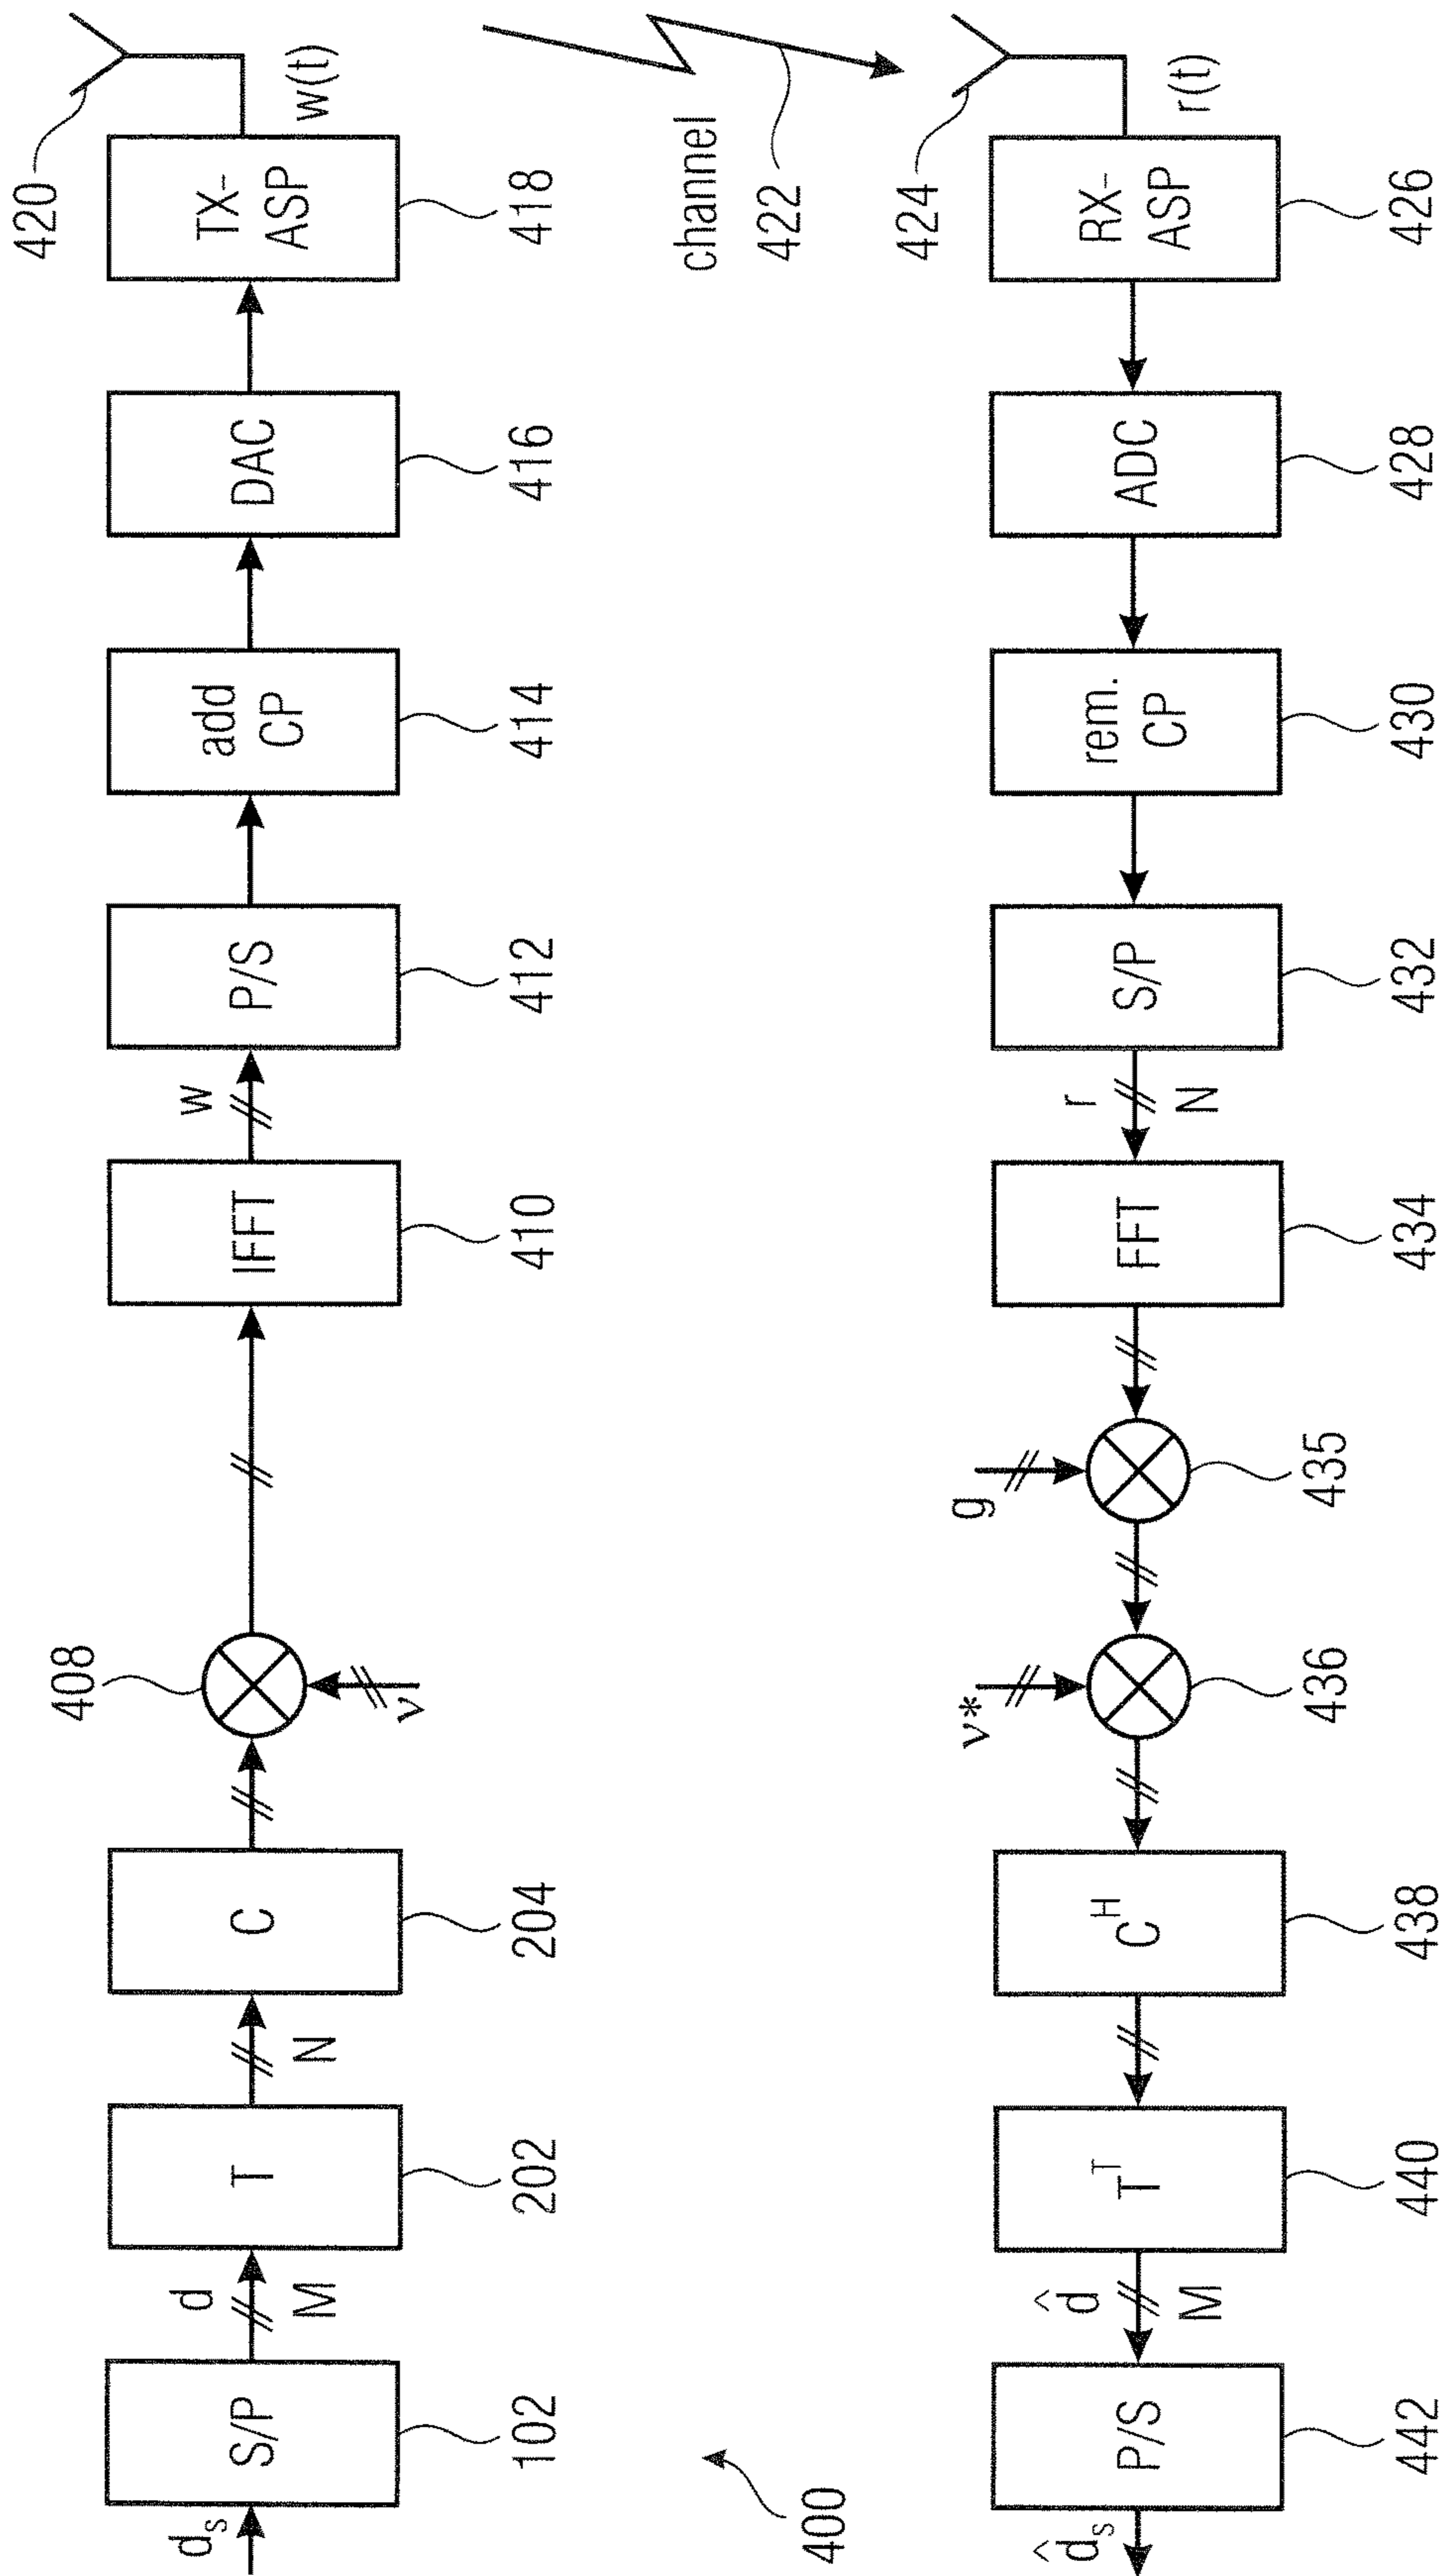 d_s
S/P
102
d
M
T
202
N
C
204
408
ν
IFFT
410
w
P/S
412
add
CP
414
DAC
416
TX-
ASP
418
w(t)
420
channel
422
424
r(t)
RX-
ASP
426
ADC
428
rem.
CP
430
S/P
432
r
N
FFT
434
g
435
ν*
436
C^H
438
T^T
440
d̂
M
P/S
442
d̂_s
400